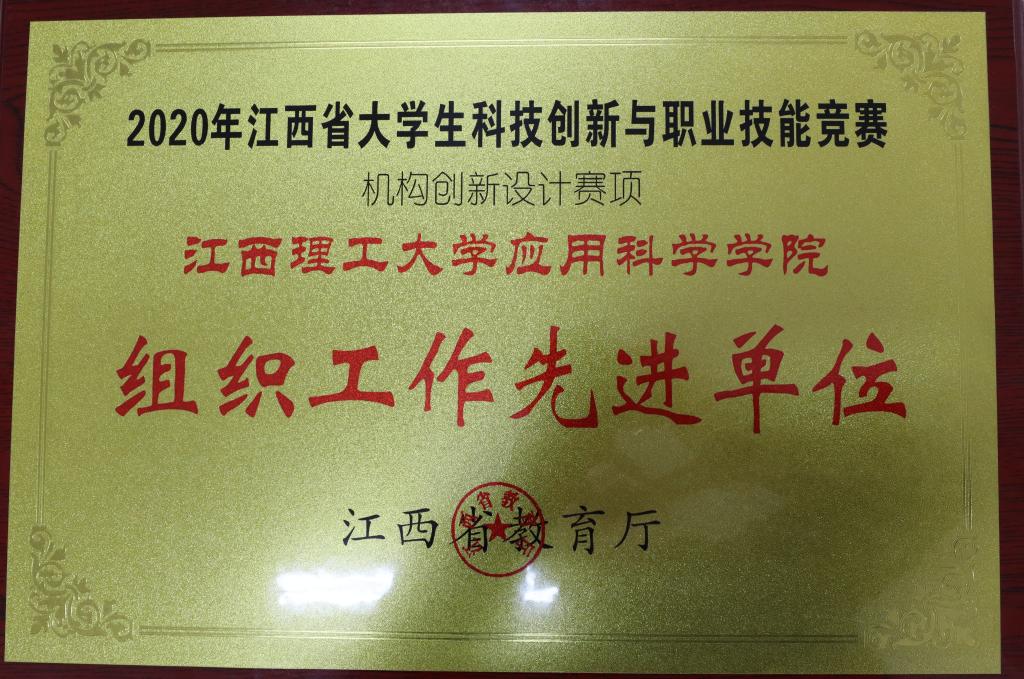 2020年江西省大学生科技创新与职业技能竞赛
机构创新设计赛项
江西理工大学应用科学学院
组织工作先进单位
江西省教育厅